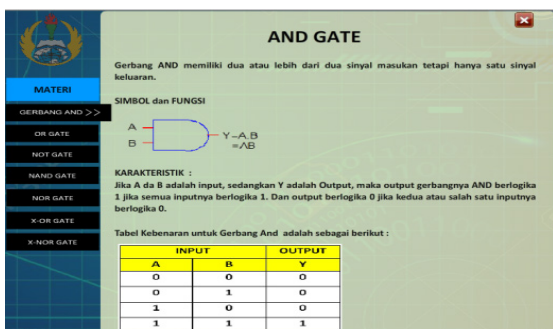 AND GATE
Gerbang AND memiliki dua atau lebih dari dua sinyal masukan tetapi hanya satu sinyal
keluaran.
MATERI
GERBANG AND >>
OR GATE
NOT GATE
NAND GATE
NOR GATE
X-OR GATE
X-NOR GATE
SIMBOL dan FUNGSI
A
B
Y=A.B
=AB
KARAKTERISTIK :
Jika A da B adalah input, sedangkan Y adalah Output, maka output gerbangnya AND berlogika
1 jika semua inputnya berlogika 1. Dan output berlogika 0 jika kedua atau salah satu inputnya
berlogika 0.
Tabel Kebenaran untuk Gerbang And adalah sebagai berikut :
INPUT OUTPUT
A B Y
0 0 0
0 1 0
1 0 0
1 1 1